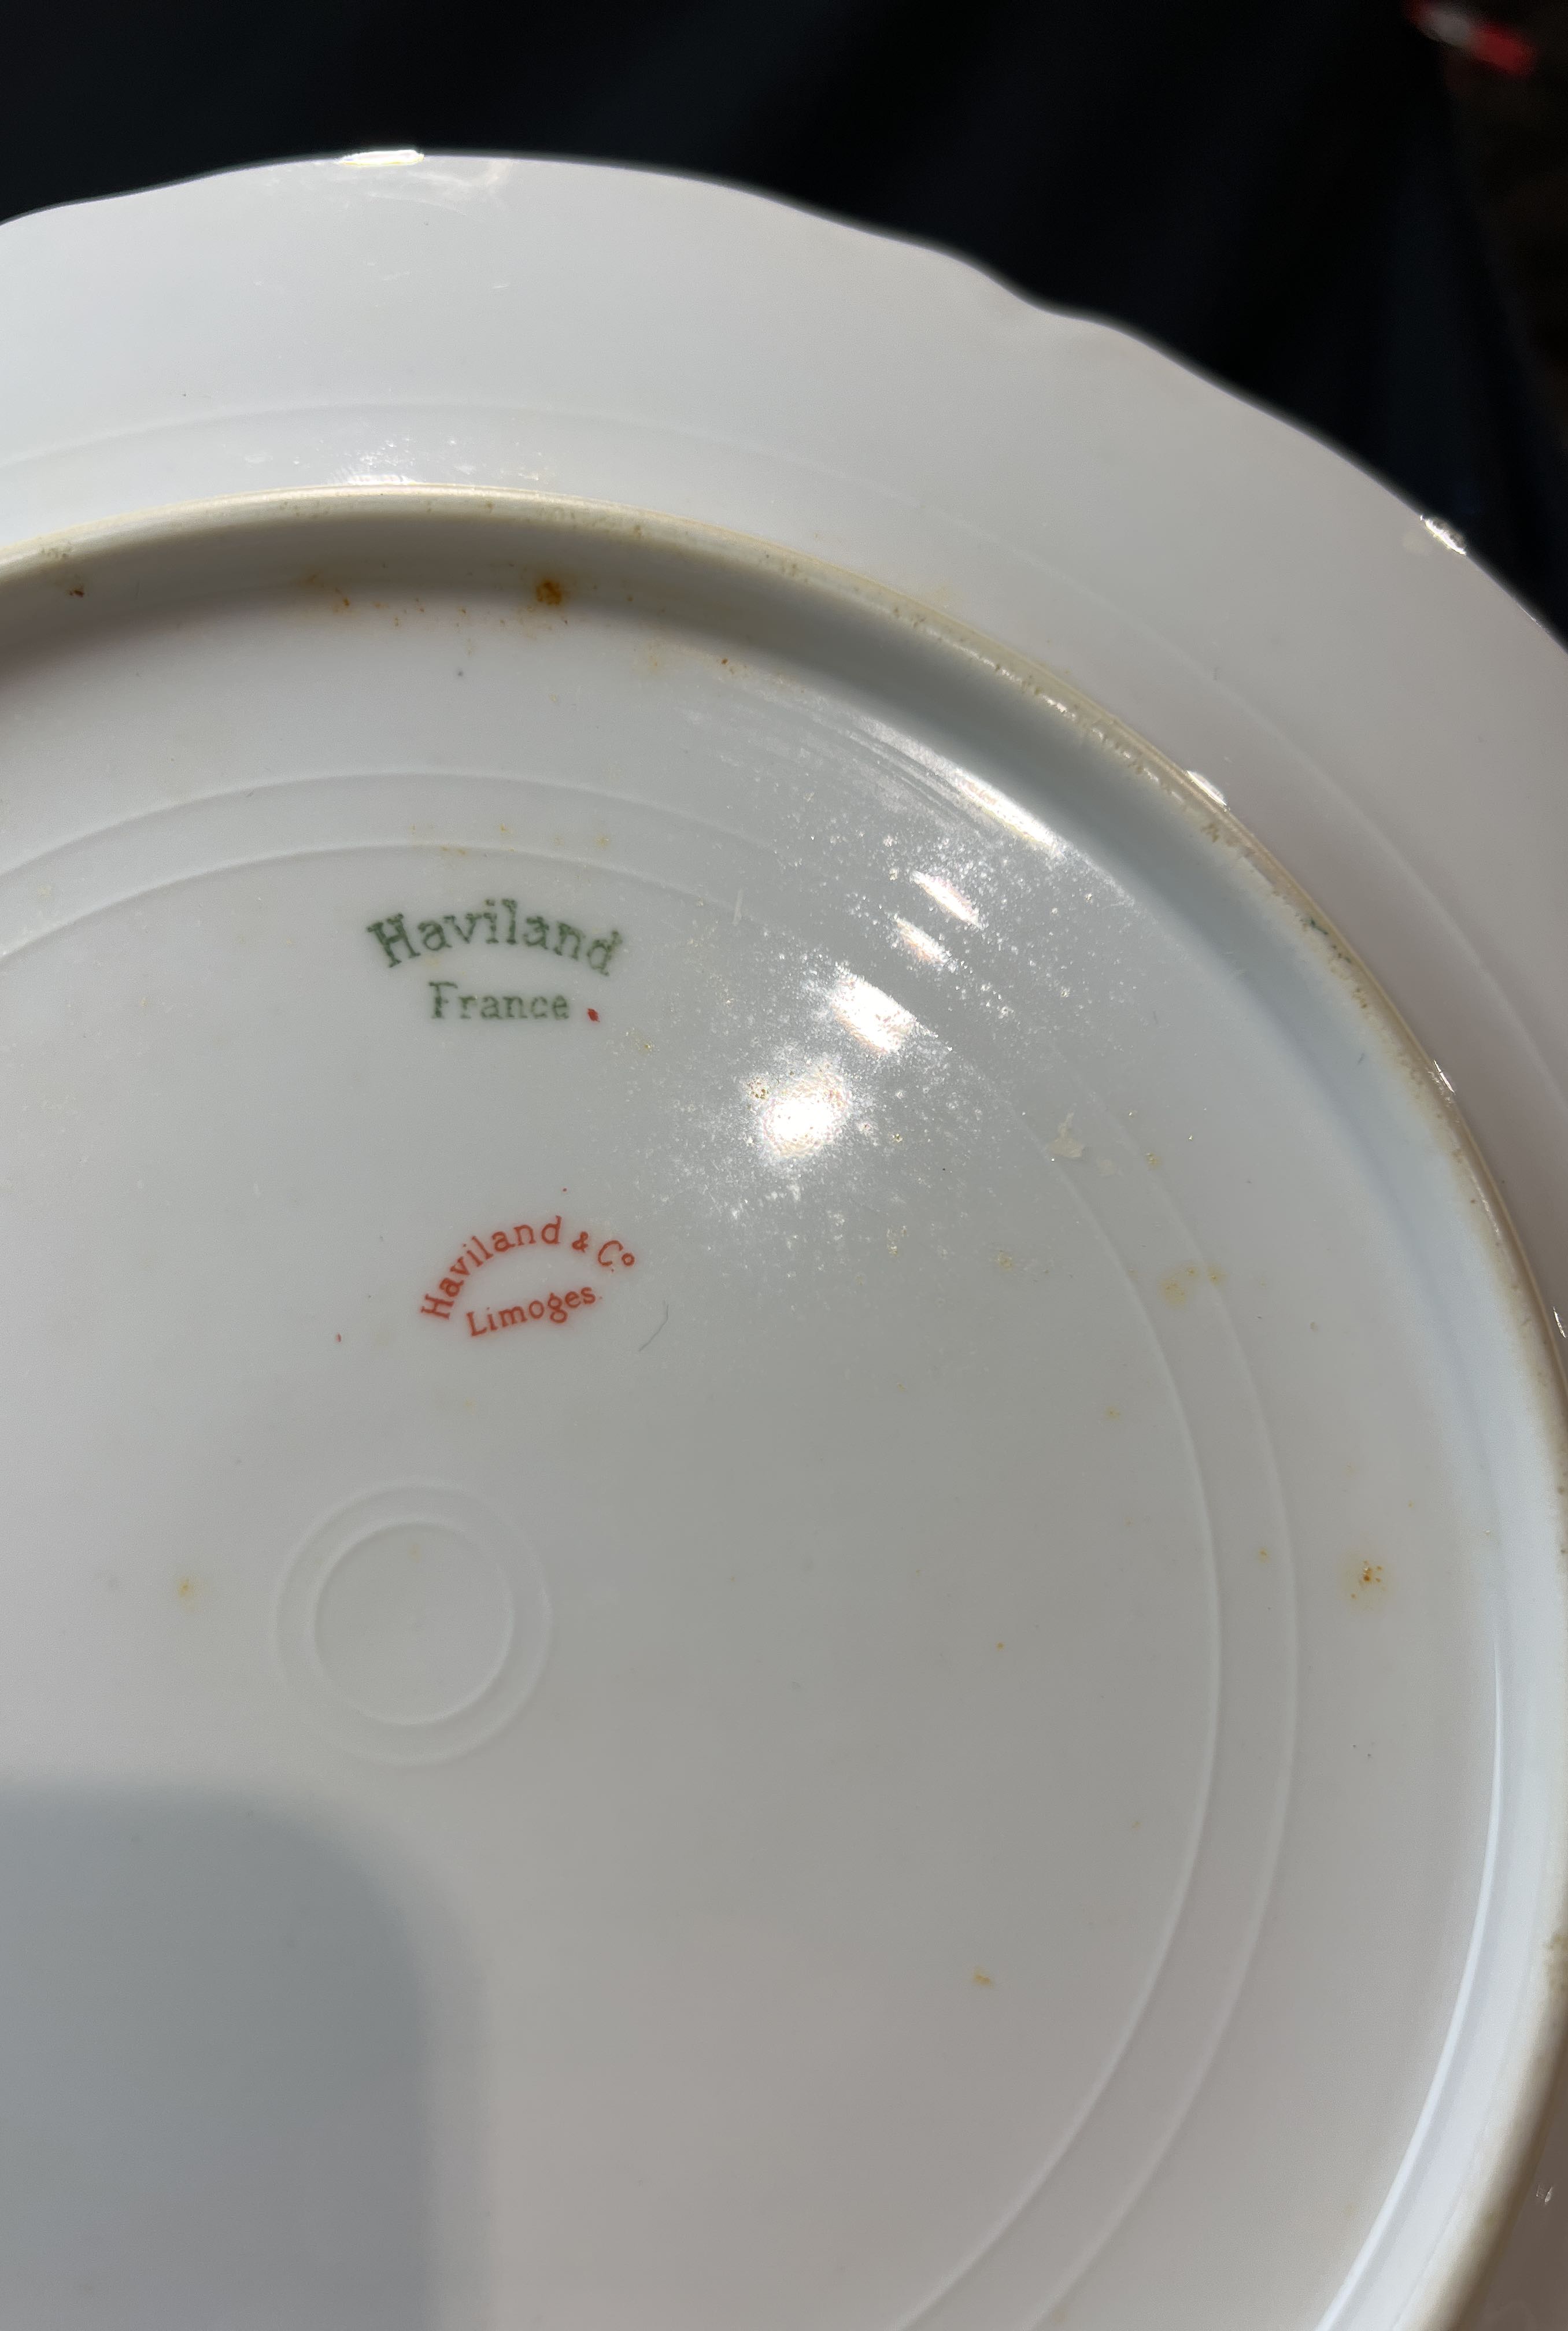 Haviland
France
Haviland & Co
Limoges